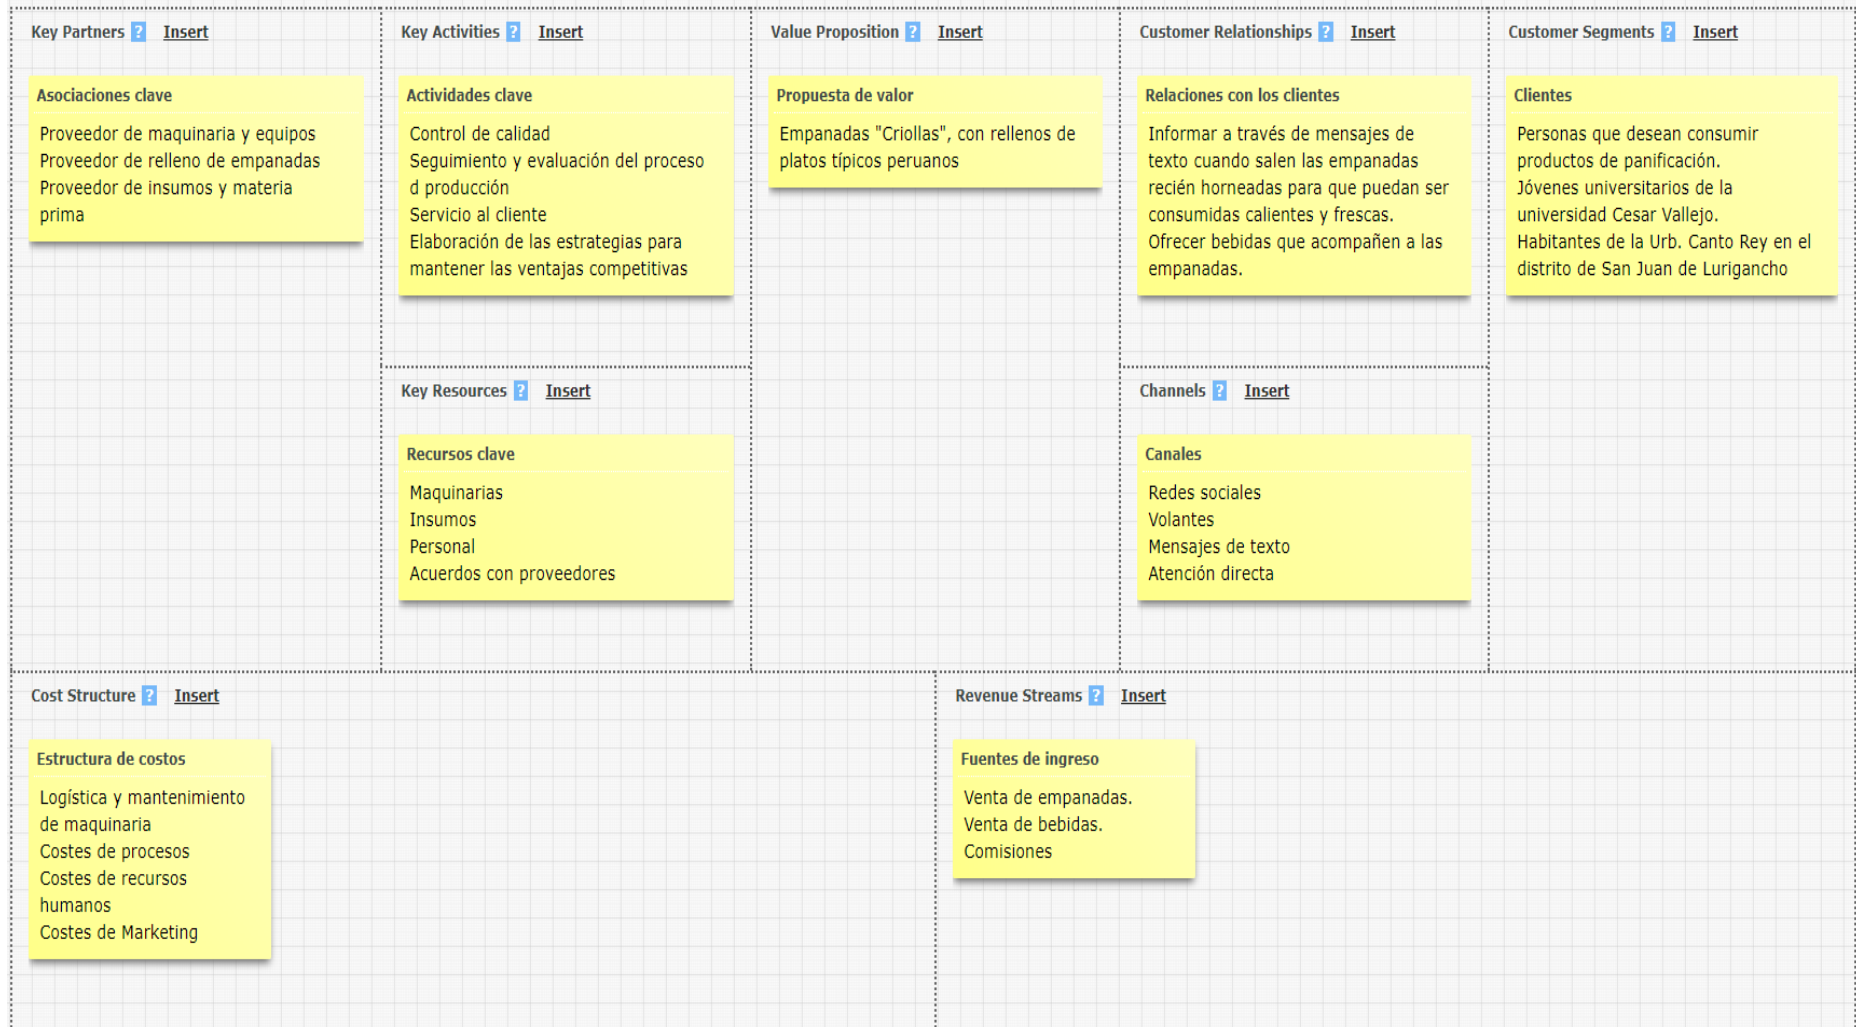 Key Partners ? Insert
Asociaciones clave
Proveedor de maquinaria y equipos
Proveedor de relleno de empanadas
Proveedor de insumos y materia
prima
Key Activities ? Insert
Actividades clave
Control de calidad
Seguimiento y evaluación del proceso
d producción
Servicio al cliente
Elaboración de las estrategias para
mantener las ventajas competitivas
Key Resources ? Insert
Recursos clave
Maquinarias
Insumos
Personal
Acuerdos con proveedores
Value Proposition ? Insert
Propuesta de valor
Empanadas "Criollas", con rellenos de
platos típicos peruanos
Customer Relationships ? Insert
Relaciones con los clientes
Informar a través de mensajes de
texto cuando salen las empanadas
recién horneadas para que puedan ser
consumidas calientes y frescas.
Ofrecer bebidas que acompañen a las
empanadas.
Channels ? Insert
Canales
Redes sociales
Volantes
Mensajes de texto
Atención directa
Customer Segments ? Insert
Clientes
Personas que desean consumir
productos de panificación.
Jóvenes universitarios de la
universidad Cesar Vallejo.
Habitantes de la Urb. Canto Rey en el
distrito de San Juan de Lurigancho
Cost Structure ? Insert
Estructura de costos
Logística y mantenimiento
de maquinaria
Costes de procesos
Costes de recursos
humanos
Costes de Marketing
Revenue Streams ? Insert
Fuentes de ingreso
Venta de empanadas.
Venta de bebidas.
Comisiones